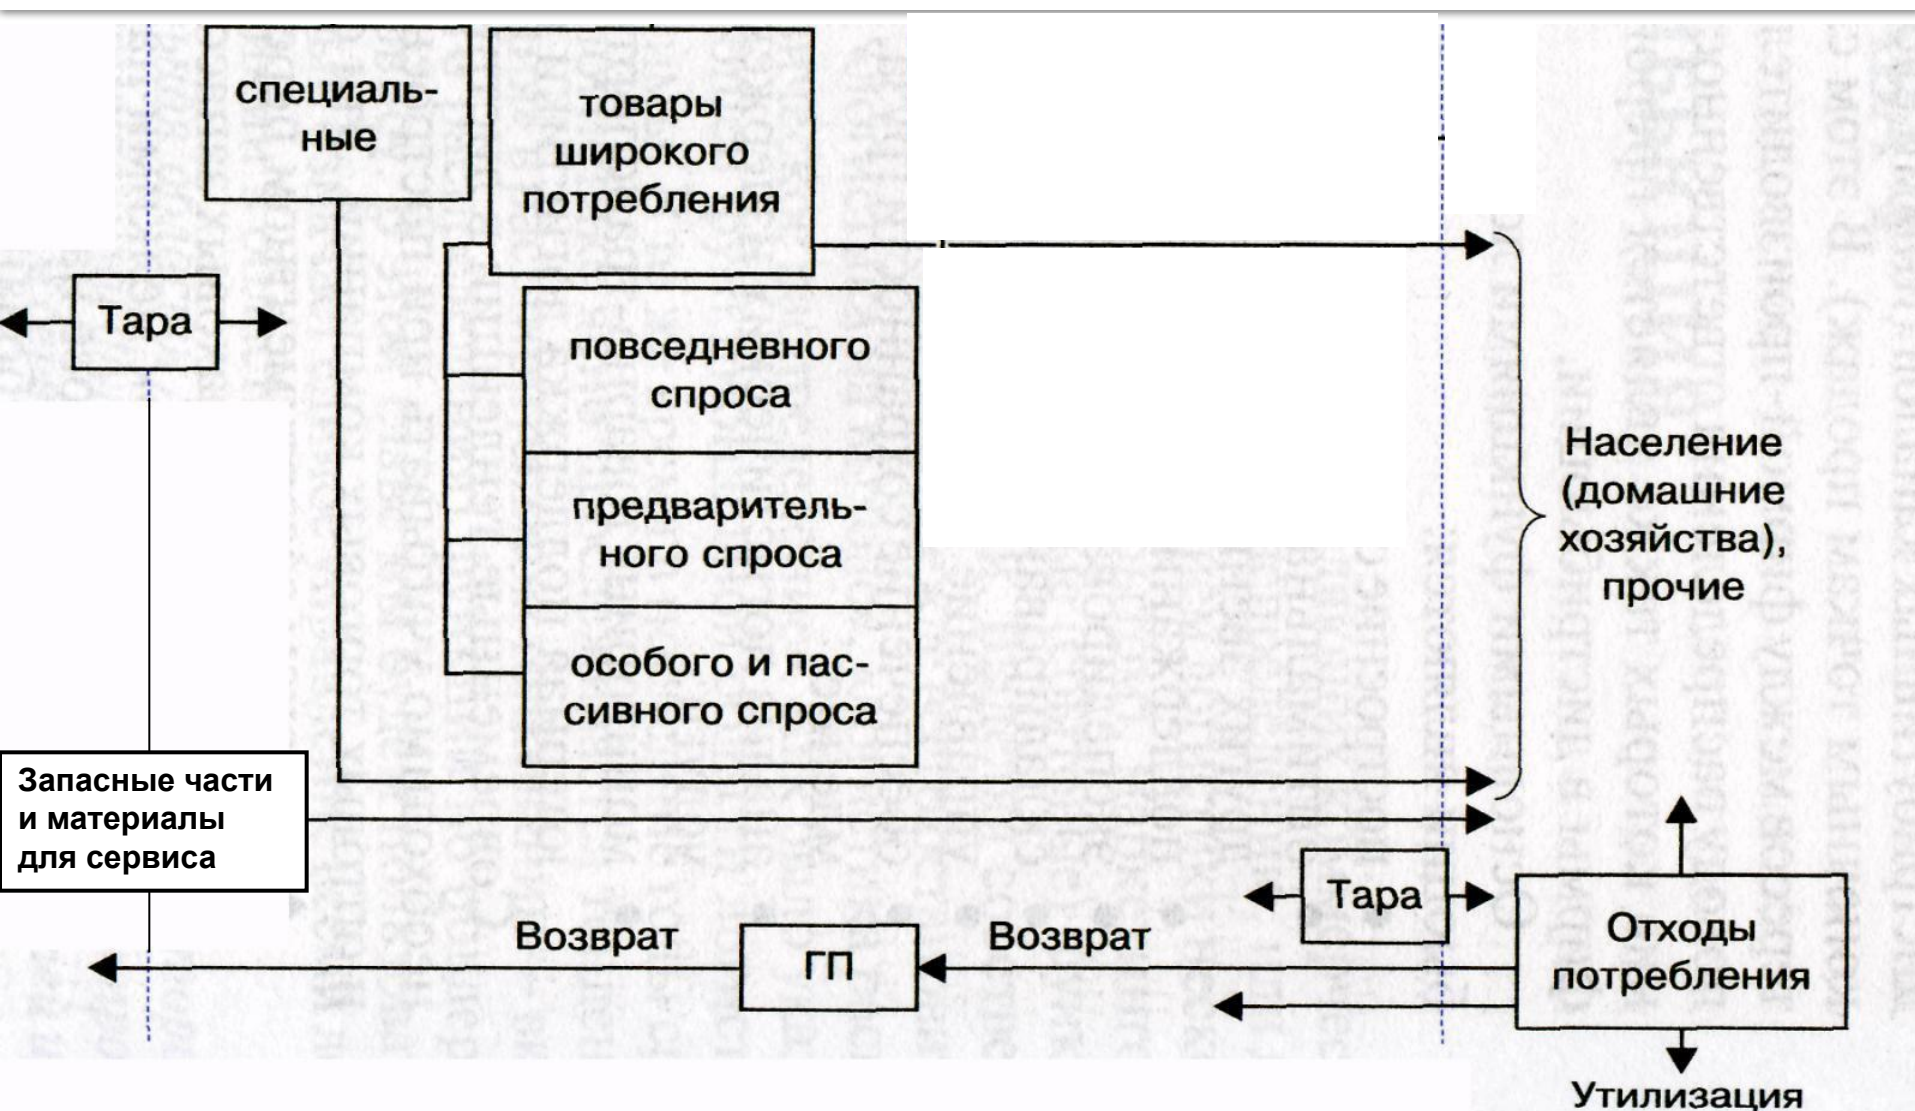 специаль-
ные
товары
широкого
потребления
Тара
повседневного
спроса
предваритель-
ного спроса
особого и пас-
сивного спроса
Население
(домашние
хозяйства),
прочие
Запасные части
и материалы
для сервиса
Тара
Возврат
ГП
Возврат
Отходы
потребления
Утилизация